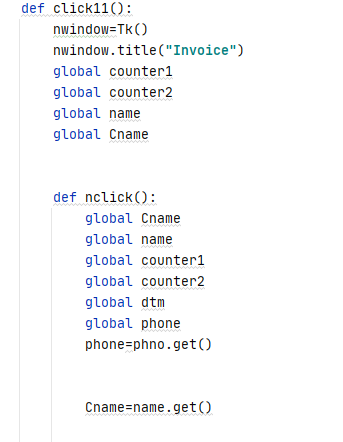 def click11():
    nwindow=Tk()
    nwindow.title("Invoice")
    global counter1
    global counter2
    global name
    global Cname
    def nclick():
        global Cname
        global name
        global counter1
        global counter2
        global dtm
        global phone
        phone=phno.get()
        Cname=name.get()